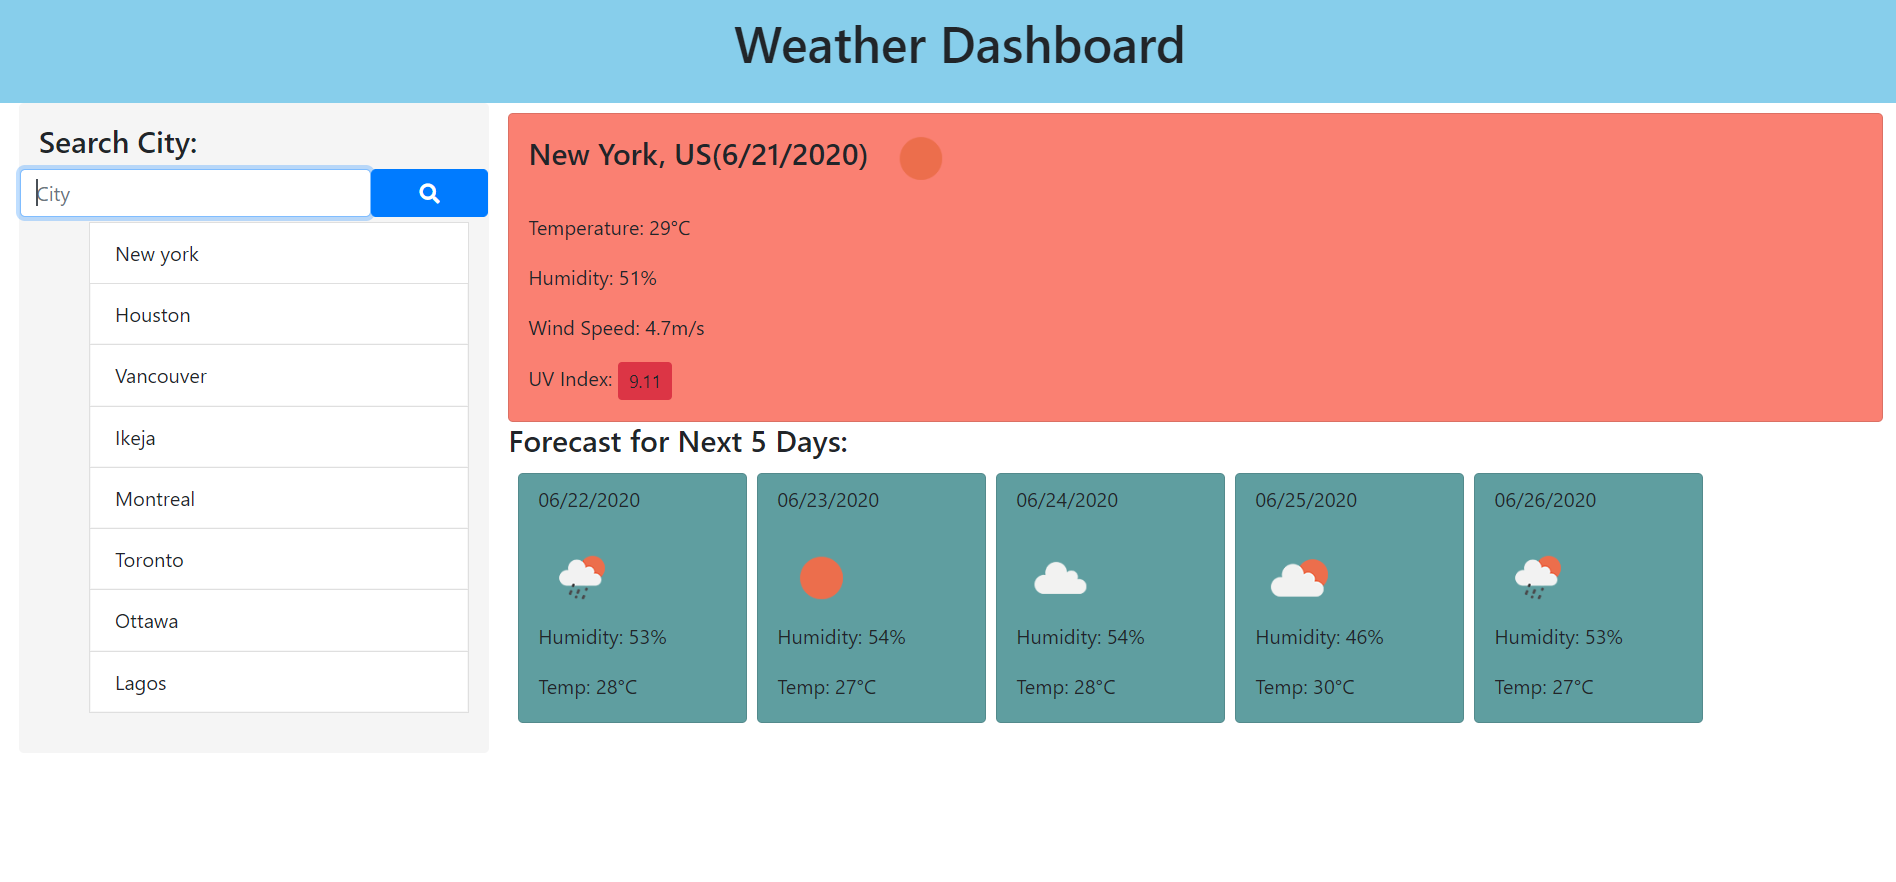 Weather Dashboard
Search City:
City
New york
Houston
Vancouver
Ikeja
Montreal
Toronto
Ottawa
Lagos
New York, US(6/21/2020)
Temperature: 29°C
Humidity: 51%
Wind Speed: 4.7m/s
UV Index: 9.11
Forecast for Next 5 Days:
06/22/2020
Humidity: 53%
Temp: 28°C
06/23/2020
Humidity: 54%
Temp: 27°C
06/24/2020
Humidity: 54%
Temp: 28°C
06/25/2020
Humidity: 46%
Temp: 30°C
06/26/2020
Humidity: 53%
Temp: 27°C